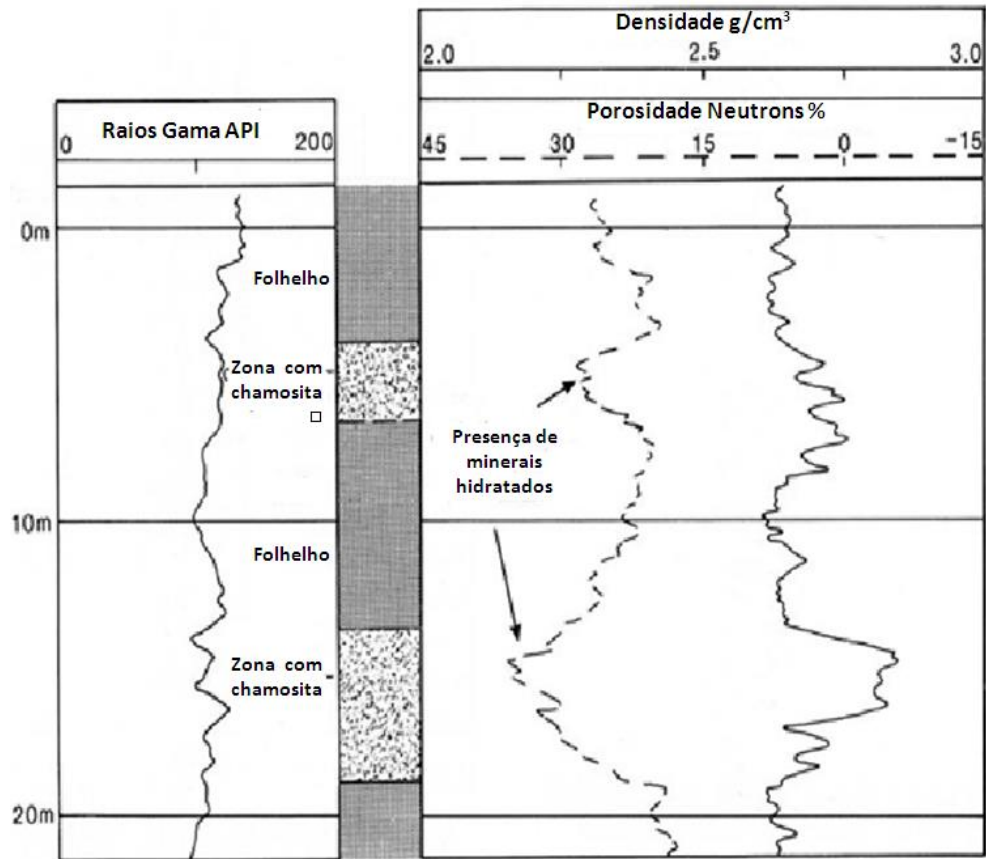 Densidade g/cm³
2.0 2.5 3.0
Raios Gama API
0 200
Porosidade Neutrons %
45 30 15 0 -15
0m
Folhelho
Zona com
chamosita
Presença de
minerais
hidratados
10m
Folhelho
Zona com
chamosita
20m